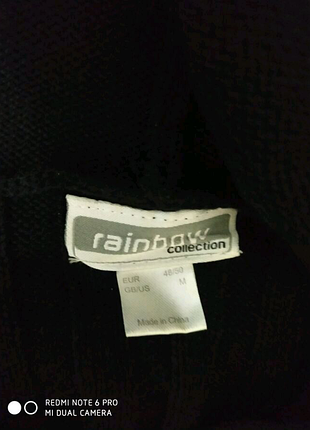 rainbow
collection
EUR 48/50
GB/US M
Made in China
REDMI NOTE 6 PRO
MI DUAL CAMERA